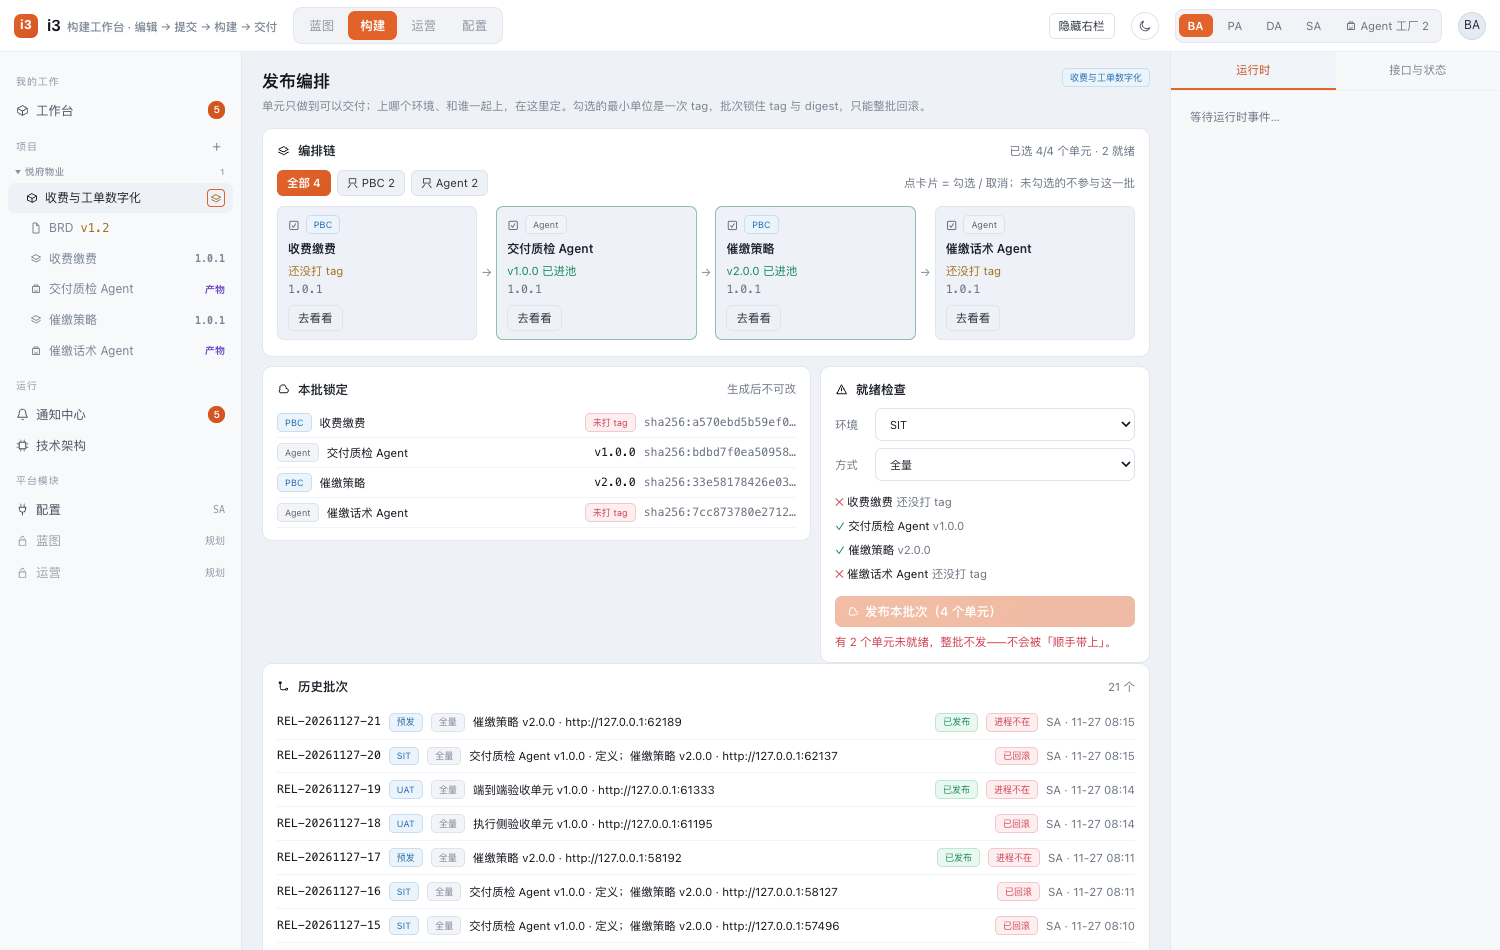 i3 i3 构建工作台 · 编辑 → 提交 → 构建 → 交付 蓝图 构建 运营 配置 隐藏右栏 BA PA DA SA Agent 工厂 2 BA
我的工作
工作台 5
项目 +
悦府物业 1
收费与工单数字化
BRD v1.2
收费缴费 1.0.1
交付质检 Agent 产物
催缴策略 1.0.1
催缴话术 Agent 产物
运行
通知中心 5
技术架构
平台模块
配置 SA
蓝图 规划
运营 规划
发布编排 收费与工单数字化
单元只做到可以交付；上哪个环境、和谁一起上，在这里定。勾选的最小单位是一次 tag，批次锁住 tag 与 digest，只能整批回滚。
编排链 已选 4/4 个单元 · 2 就绪
全部 4 只 PBC 2 只 Agent 2 点卡片 = 勾选 / 取消；未勾选的不参与这一批
PBC
收费缴费
还没打 tag
1.0.1
去看看
→
Agent
交付质检 Agent
v1.0.0 已进池
1.0.1
去看看
→
PBC
催缴策略
v2.0.0 已进池
1.0.1
去看看
→
Agent
催缴话术 Agent
还没打 tag
1.0.1
去看看
本批锁定 生成后不可改
PBC 收费缴费 未打 tag sha256:a570ebd5b59ef0…
Agent 交付质检 Agent v1.0.0 sha256:bdbd7f0ea50958…
PBC 催缴策略 v2.0.0 sha256:33e58178426e03…
Agent 催缴话术 Agent 未打 tag sha256:7cc873780e2712…
就绪检查
环境 SIT
方式 全量
收费缴费 还没打 tag
交付质检 Agent v1.0.0
催缴策略 v2.0.0
催缴话术 Agent 还没打 tag
发布本批次（4 个单元）
有 2 个单元未就绪，整批不发——不会被「顺手带上」。
历史批次 21 个
REL-20261127-21 预发 全量 催缴策略 v2.0.0 · http://127.0.0.1:62189 已发布 进程不在 SA · 11-27 08:15
REL-20261127-20 SIT 全量 交付质检 Agent v1.0.0 · 定义；催缴策略 v2.0.0 · http://127.0.0.1:62137 已回滚 SA · 11-27 08:15
REL-20261127-19 UAT 全量 端到端验收单元 v1.0.0 · http://127.0.0.1:61333 已发布 进程不在 SA · 11-27 08:14
REL-20261127-18 UAT 全量 执行侧验收单元 v1.0.0 · http://127.0.0.1:61195 已回滚 SA · 11-27 08:14
REL-20261127-17 预发 全量 催缴策略 v2.0.0 · http://127.0.0.1:58192 已发布 进程不在 SA · 11-27 08:11
REL-20261127-16 SIT 全量 交付质检 Agent v1.0.0 · 定义；催缴策略 v2.0.0 · http://127.0.0.1:58127 已回滚 SA · 11-27 08:11
REL-20261127-15 SIT 全量 交付质检 Agent v1.0.0 · 定义；催缴策略 v2.0.0 · http://127.0.0.1:57496 已回滚 SA · 11-27 08:10
运行时 接口与状态
等待运行时事件…